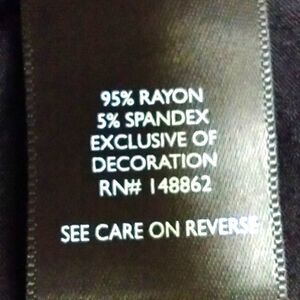 95% RAYON
5% SPANDEX
EXCLUSIVE OF
DECORATION
RN# 148862
SEE CARE ON REVERSE